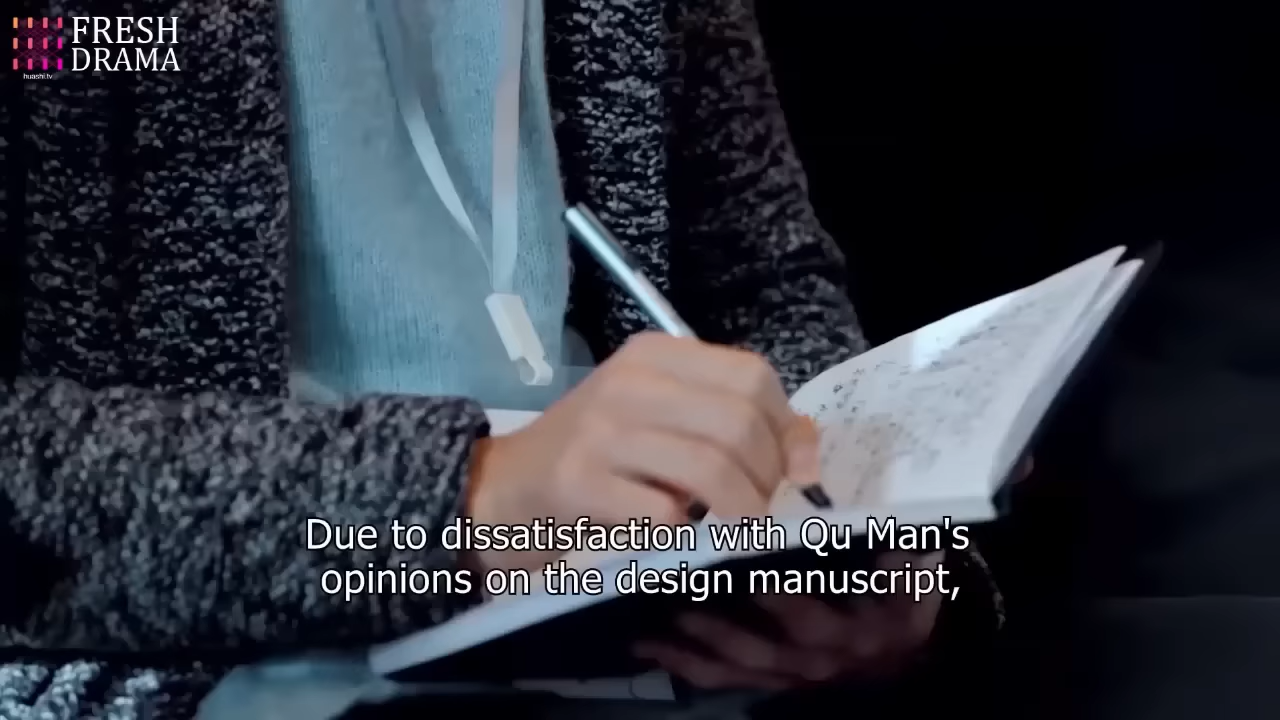 FRESH
DRAMA
huashi.tv
Due to dissatisfaction with Qu Man's
opinions on the design manuscript,